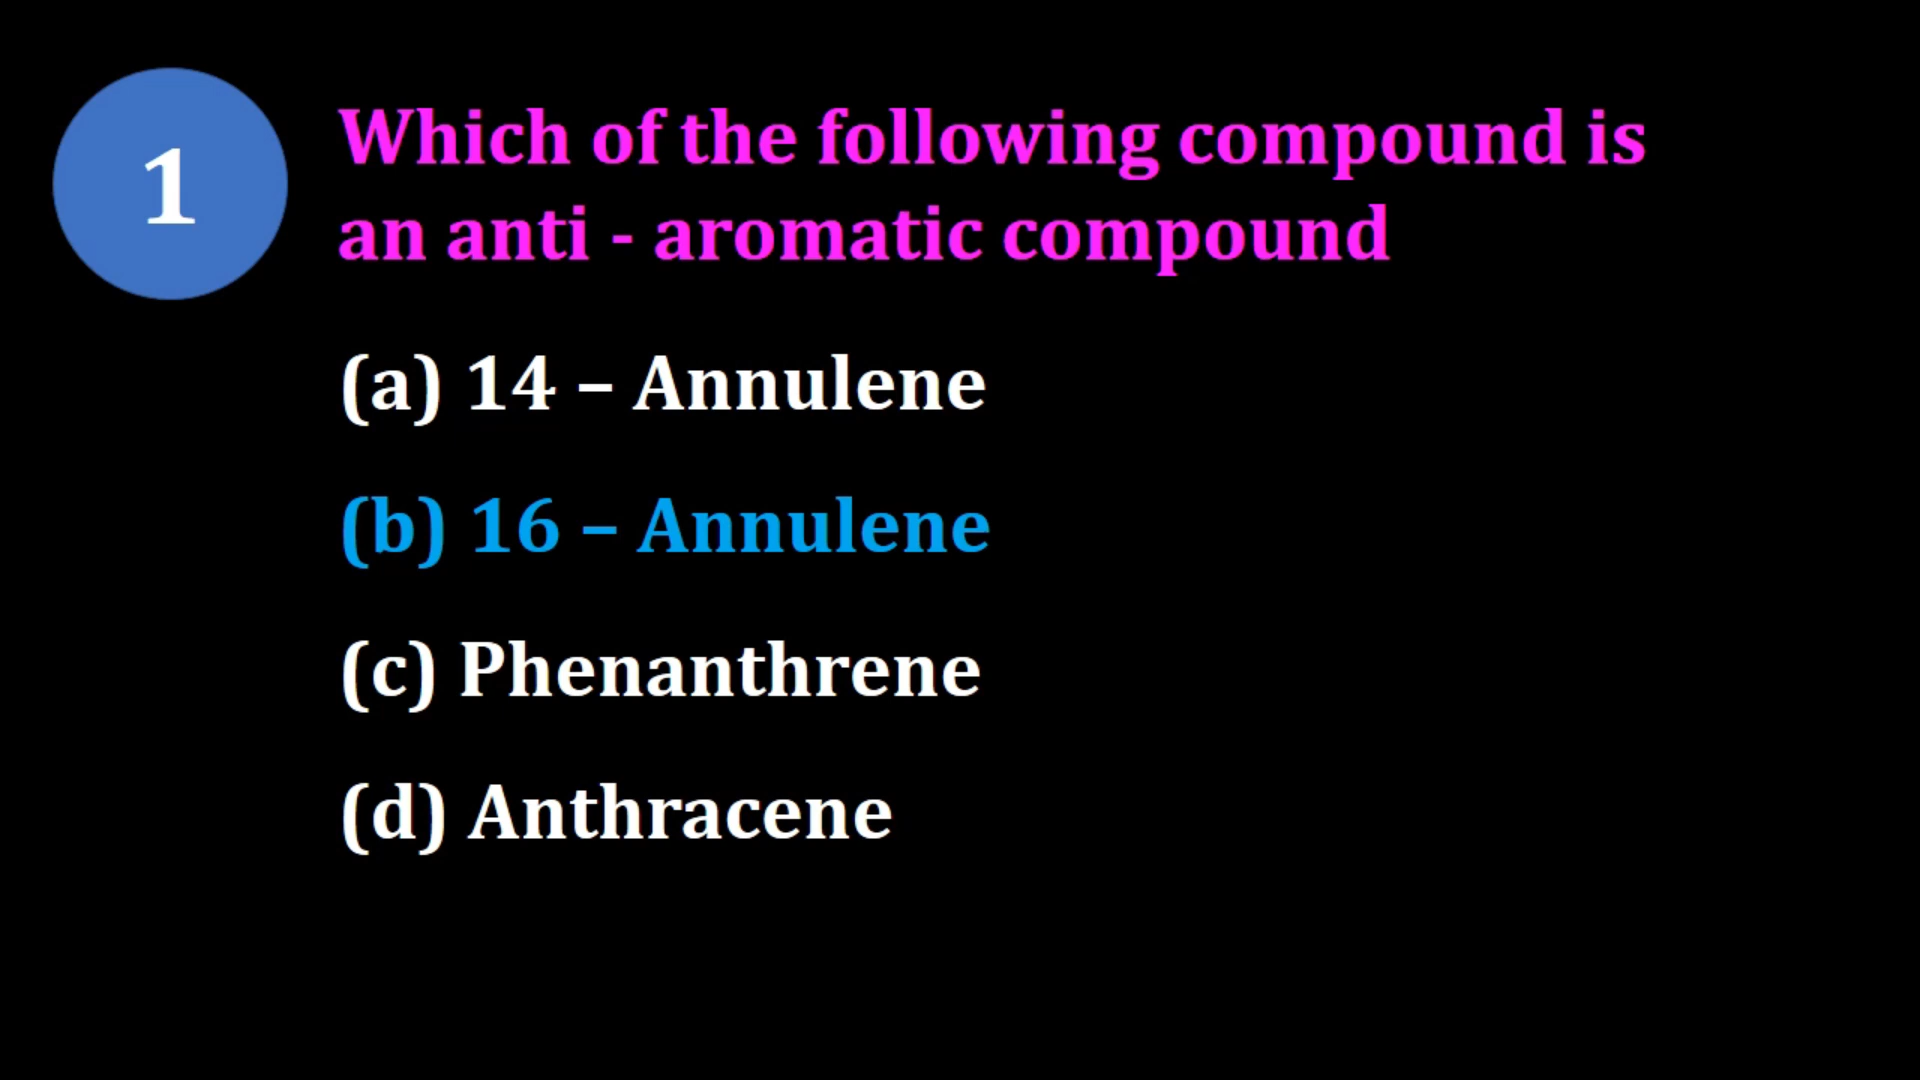 1
Which of the following compound is
an anti - aromatic compound
(a) 14 – Annulene
(b) 16 – Annulene
(c) Phenanthrene
(d) Anthracene